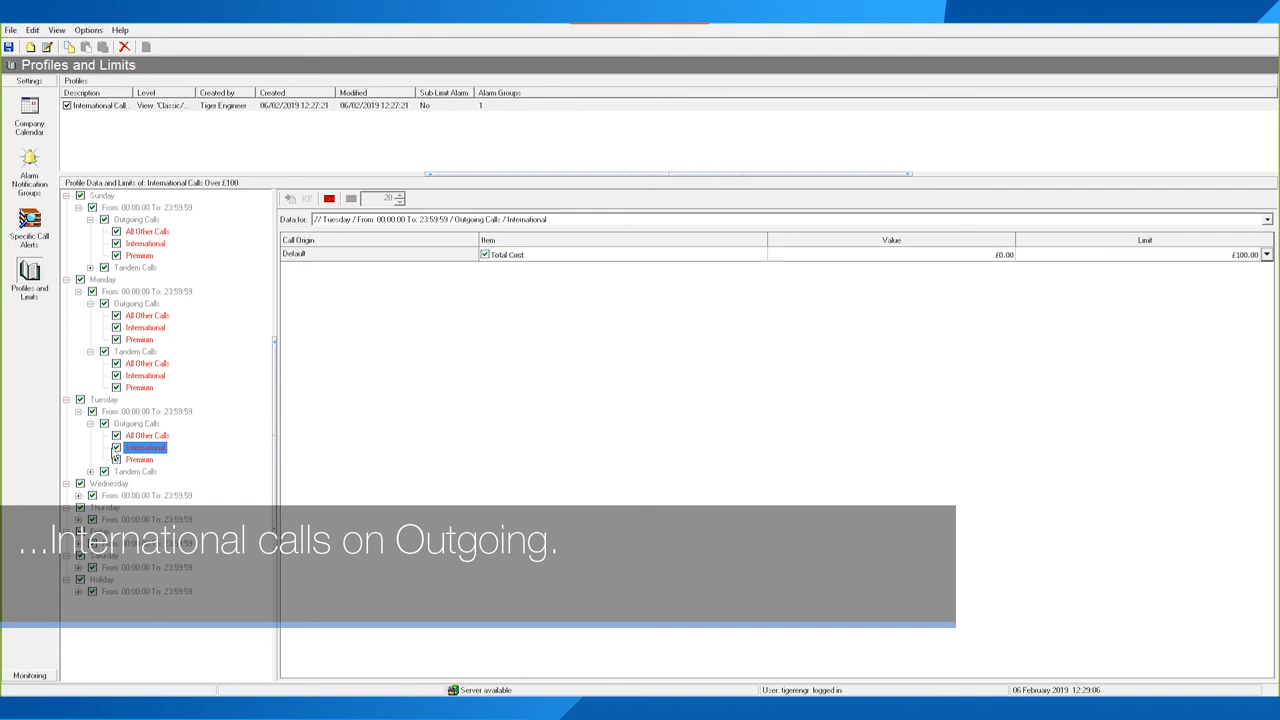 File Edit View Options Help
Profiles and Limits
Settings
Profiles
Description Level Created by Created Modified Sub-Limit Alarm Alarm Groups
International Call... View: 'Classic/... Tiger Engineer 06/02/2019 12:27:21 06/02/2019 12:27:21 No 1
Company
Calendar
Alarm
Notification
Groups
Specific Call
Alerts
Profiles and
Limits
Profile Data and Limits of: International Calls Over £100
Sunday
From: 00:00:00 To: 23:59:59
Outgoing Calls
All Other Calls
International
Premium
Tandem Calls
Monday
From: 00:00:00 To: 23:59:59
Outgoing Calls
All Other Calls
International
Premium
Tandem Calls
All Other Calls
International
Premium
Tuesday
From: 00:00:00 To: 23:59:59
Outgoing Calls
All Other Calls
International
Premium
Tandem Calls
Wednesday
From: 00:00:00 To: 23:59:59
Thursday
From: 00:00:00 To: 23:59:59
Saturday
From: 00:00:00 To: 23:59:59
Holiday
From: 00:00:00 To: 23:59:59
20
Data for: // Tuesday / From: 00:00:00 To: 23:59:59 / Outgoing Calls / International
Call Origin Item Value Limit
Default Total Cost £0.00 £100.00
...International calls on Outgoing.
Monitoring
Server available User: tigerengr logged in 06 February 2019 12:29:06